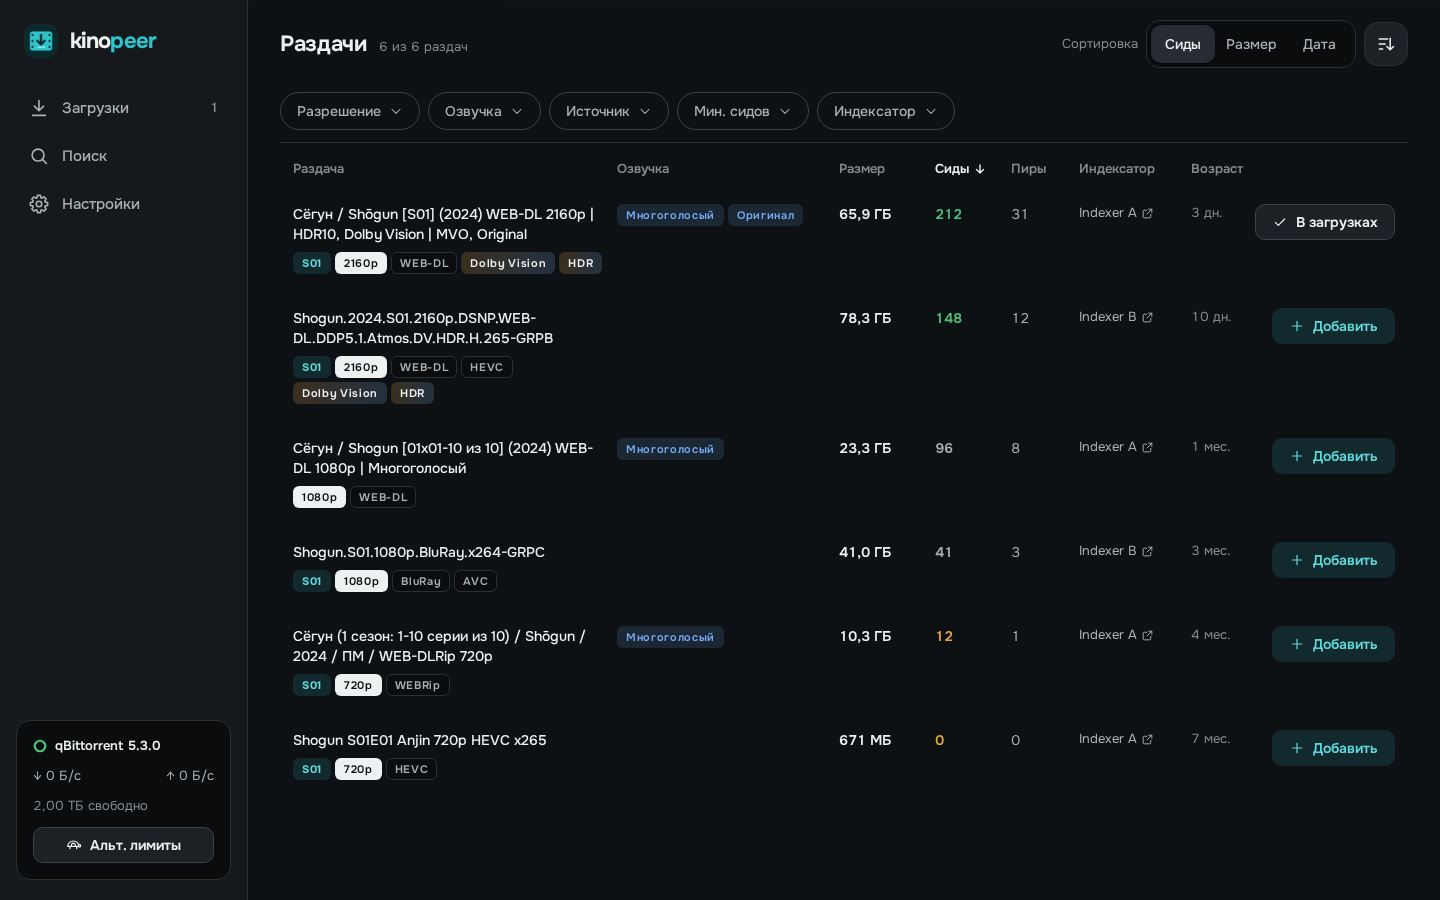 kinopeer
Загрузки 1
Поиск
Настройки
qBittorrent 5.3.0
↓ 0 Б/с ↑ 0 Б/с
2,00 ТБ свободно
Альт. лимиты
Раздачи 6 из 6 раздач
Сортировка Сиды Размер Дата
Разрешение Озвучка Источник Мин. сидов Индексатор
Раздача Озвучка Размер Сиды ↓ Пиры Индексатор Возраст
Сёгун / Shōgun [S01] (2024) WEB-DL 2160p | Многоголосый Оригинал 65,9 ГБ 212 31 Indexer A 3 дн. В загрузках
HDR10, Dolby Vision | MVO, Original
S01 2160p WEB-DL Dolby Vision HDR
Shogun.2024.S01.2160p.DSNP.WEB- 78,3 ГБ 148 12 Indexer B 10 дн. + Добавить
DL.DDP5.1.Atmos.DV.HDR.H.265-GRPB
S01 2160p WEB-DL HEVC
Dolby Vision HDR
Сёгун / Shogun [01x01-10 из 10] (2024) WEB- Многоголосый 23,3 ГБ 96 8 Indexer A 1 мес. + Добавить
DL 1080p | Многоголосый
1080p WEB-DL
Shogun.S01.1080p.BluRay.x264-GRPC 41,0 ГБ 41 3 Indexer B 3 мес. + Добавить
S01 1080p BluRay AVC
Сёгун (1 сезон: 1-10 серии из 10) / Shōgun / Многоголосый 10,3 ГБ 12 1 Indexer A 4 мес. + Добавить
2024 / ПМ / WEB-DLRip 720p
S01 720p WEBRip
Shogun S01E01 Anjin 720p HEVC x265 671 МБ 0 0 Indexer A 7 мес. + Добавить
S01 720p HEVC